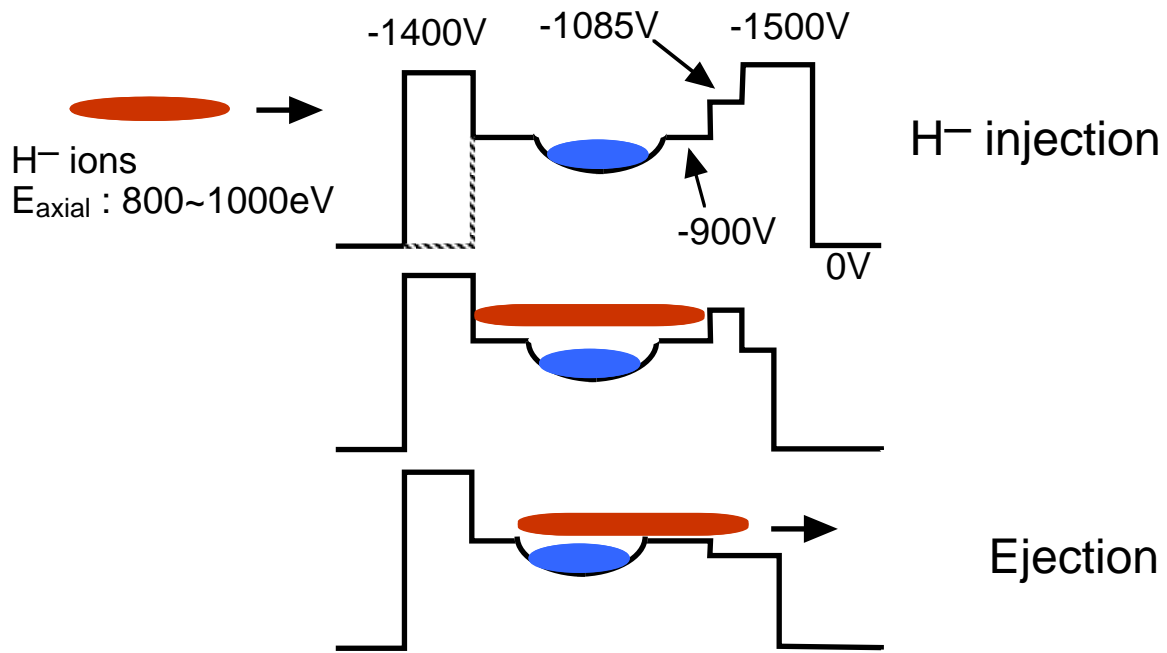 -1400V
-1085V
-1500V
H— ions
Eaxial : 800~1000eV
H— injection
-900V
0V
Ejection